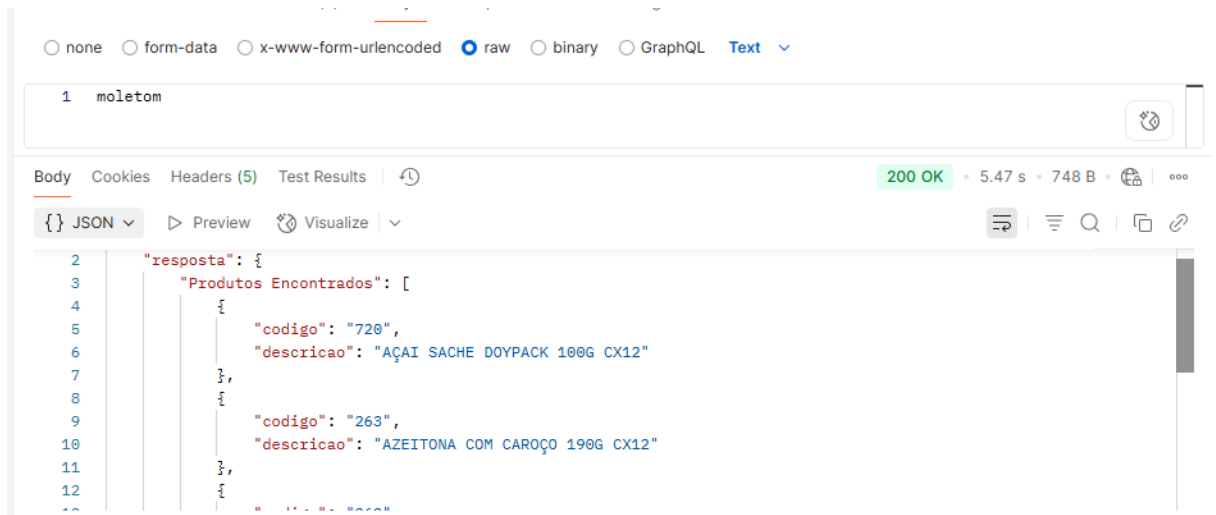 none form-data x-www-form-urlencoded raw binary GraphQL Text
1 moletom
Body Cookies Headers (5) Test Results 200 OK 5.47 s 748 B
{} JSON Preview Visualize
2 "resposta": {
3 "Produtos Encontrados": [
4 {
5 "codigo": "720",
6 "descricao": "AÇAI SACHE DOYPACK 100G CX12"
7 },
8 {
9 "codigo": "263",
10 "descricao": "AZEITONA COM CAROÇO 190G CX12"
11 },
12 {